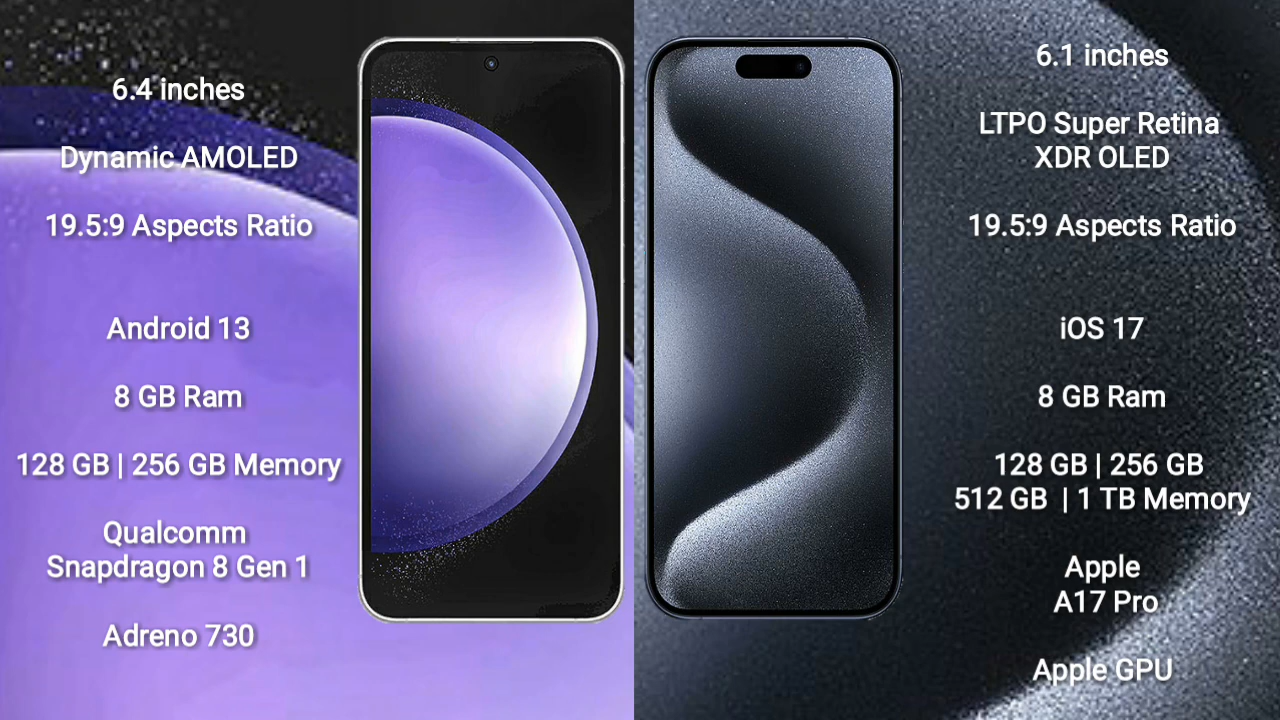 6.4 inches
Dynamic AMOLED
19.5:9 Aspects Ratio
Android 13
8 GB Ram
128 GB | 256 GB Memory
Qualcomm
Snapdragon 8 Gen 1
Adreno 730
6.1 inches
LTPO Super Retina
XDR OLED
19.5:9 Aspects Ratio
iOS 17
8 GB Ram
128 GB | 256 GB
512 GB | 1 TB Memory
Apple
A17 Pro
Apple GPU